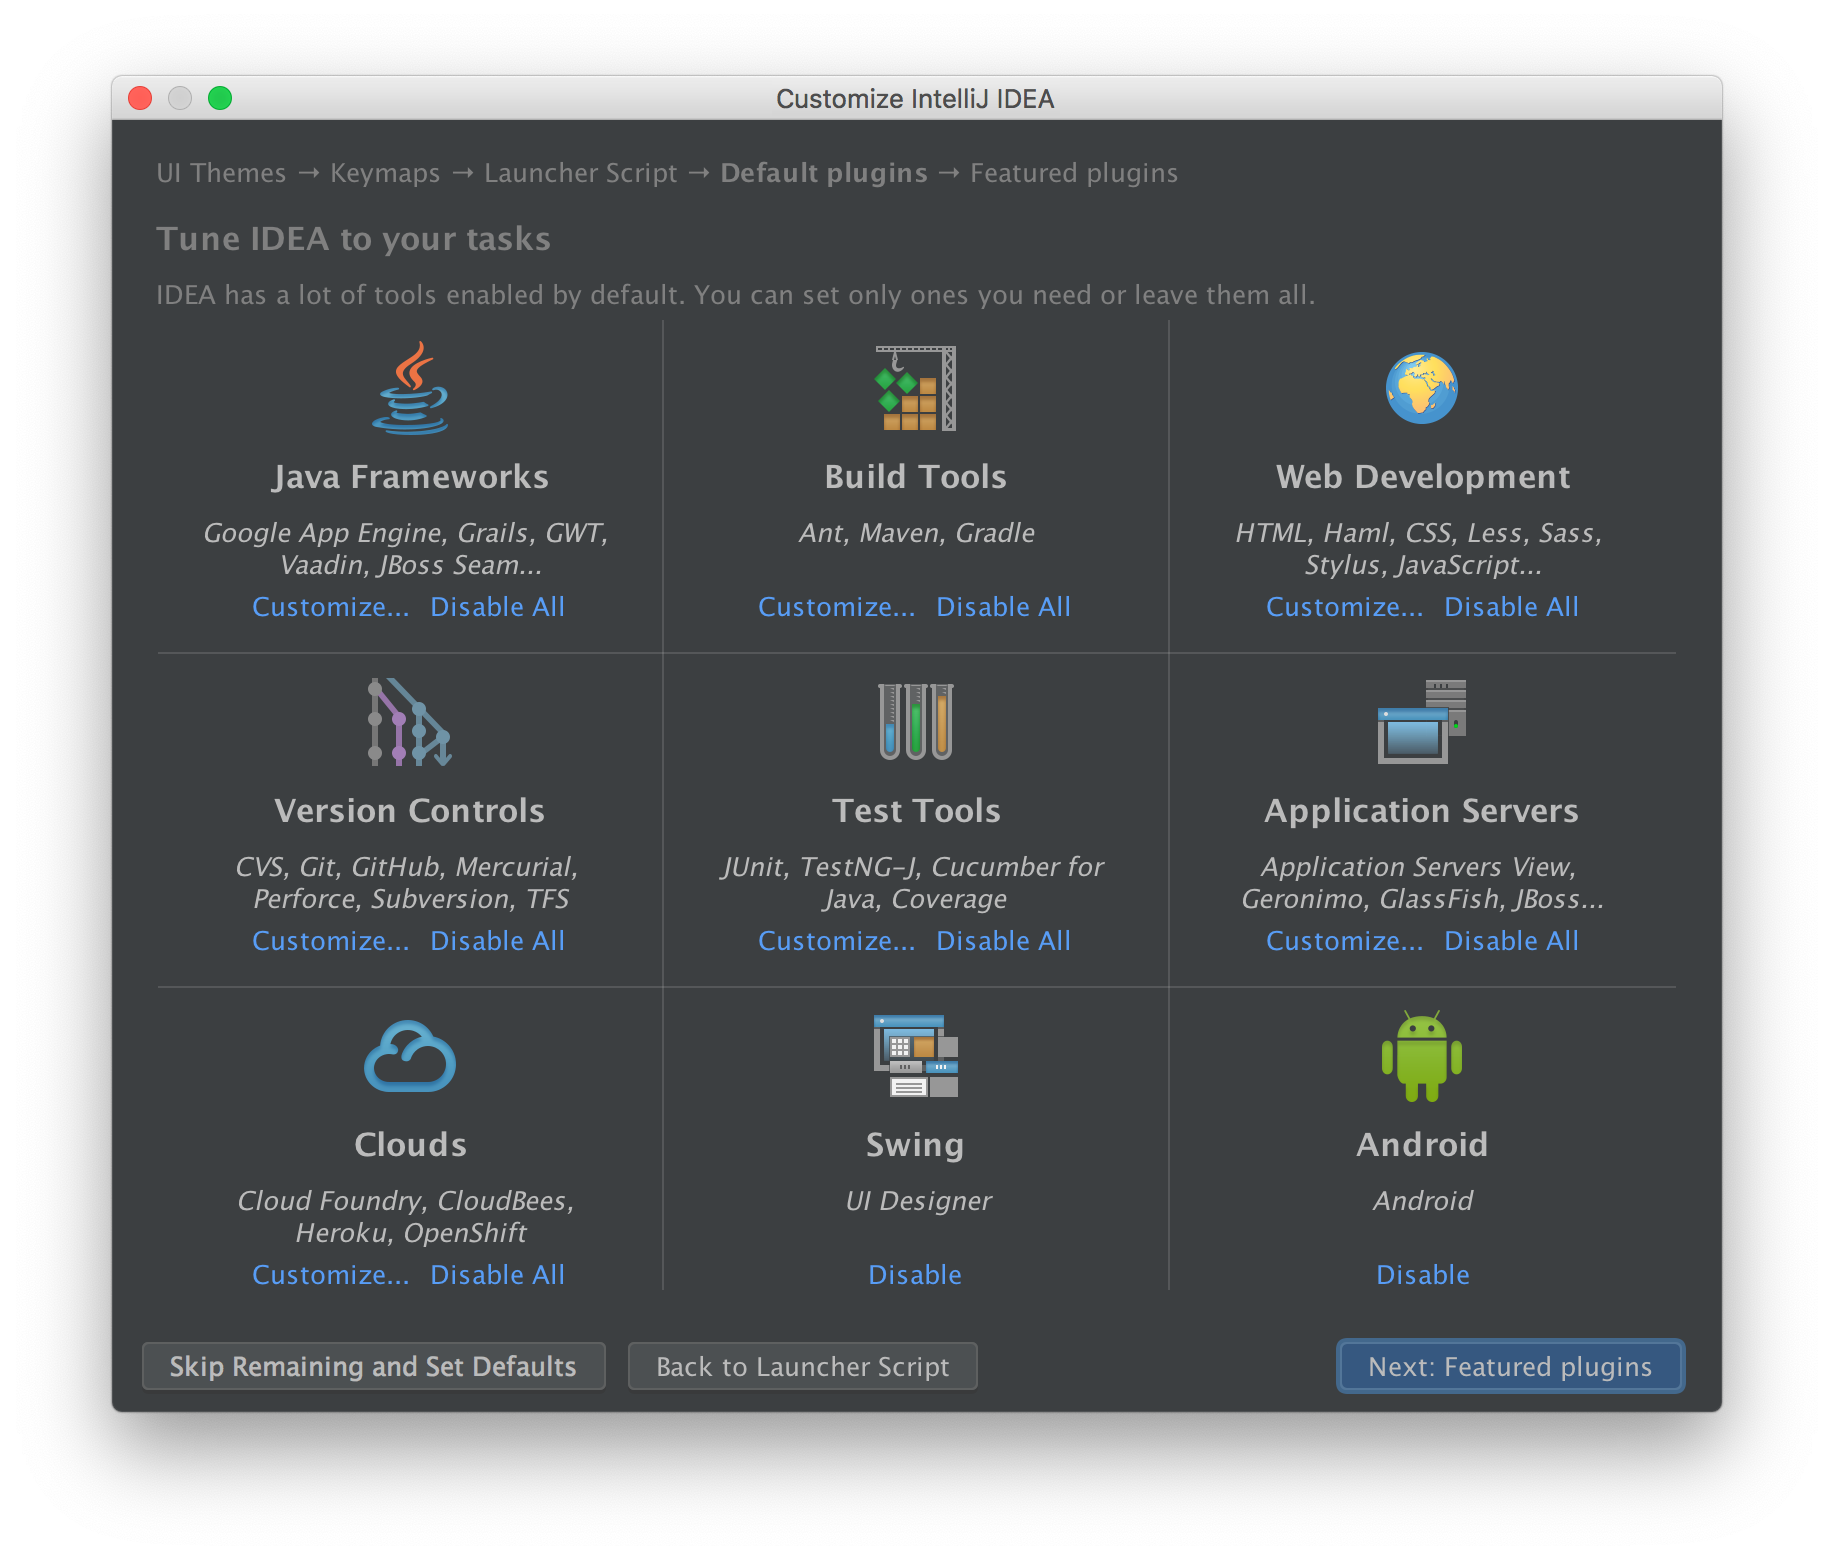 Customize IntelliJ IDEA
UI Themes → Keymaps → Launcher Script → Default plugins → Featured plugins
Tune IDEA to your tasks
IDEA has a lot of tools enabled by default. You can set only ones you need or leave them all.
Java Frameworks
Google App Engine, Grails, GWT,
Vaadin, JBoss Seam...
Customize... Disable All
Build Tools
Ant, Maven, Gradle
Customize... Disable All
Web Development
HTML, Haml, CSS, Less, Sass,
Stylus, JavaScript...
Customize... Disable All
Version Controls
CVS, Git, GitHub, Mercurial,
Perforce, Subversion, TFS
Customize... Disable All
Test Tools
JUnit, TestNG-J, Cucumber for
Java, Coverage
Customize... Disable All
Application Servers
Application Servers View,
Geronimo, GlassFish, JBoss...
Customize... Disable All
Clouds
Cloud Foundry, CloudBees,
Heroku, OpenShift
Customize... Disable All
Swing
UI Designer
Disable
Android
Android
Disable
Skip Remaining and Set Defaults
Back to Launcher Script
Next: Featured plugins